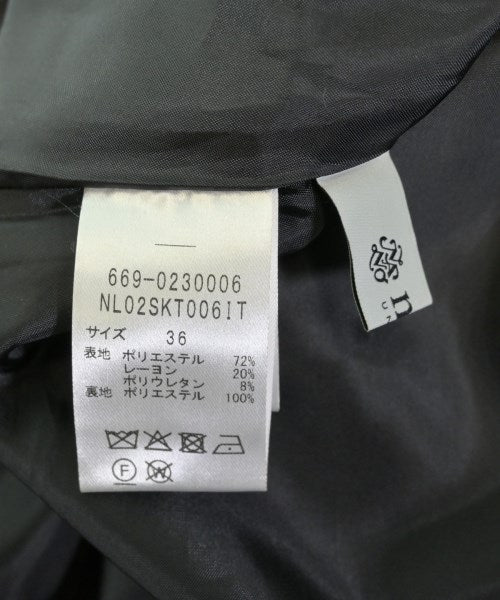 669-0230006
NL02SKT006IT
サイズ 36
表地 ポリエステル 72%
レーヨン 20%
ポリウレタン 8%
裏地 ポリエステル 100%
F
W
n
UN